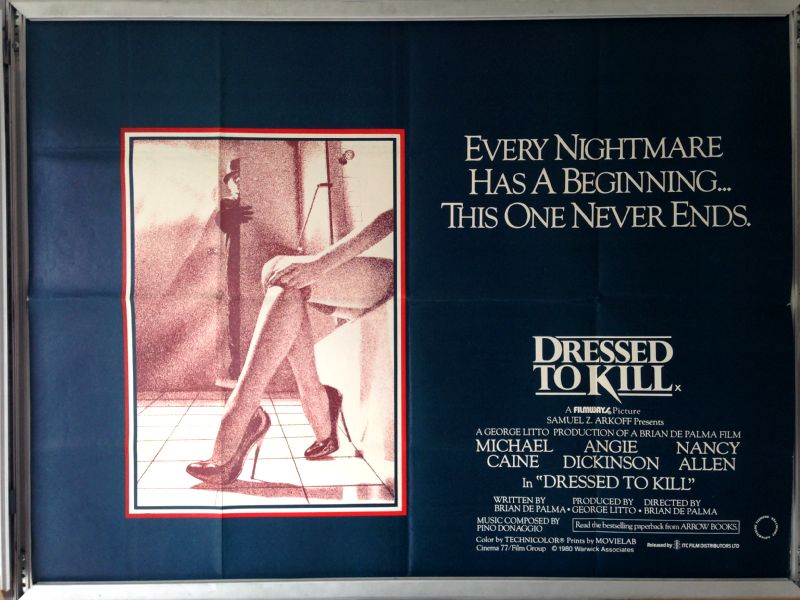 EVERY NIGHTMARE
HAS A BEGINNING...
THIS ONE NEVER ENDS.
DRESSED
TO KILL x
A FILMWAYS Picture
SAMUEL Z. ARKOFF Presents
A GEORGE LITTO PRODUCTION OF A BRIAN DE PALMA FILM
MICHAEL CAINE ANGIE DICKINSON NANCY ALLEN
In "DRESSED TO KILL"
WRITTEN BY BRIAN DE PALMA • PRODUCED BY GEORGE LITTO • DIRECTED BY BRIAN DE PALMA
MUSIC COMPOSED BY PINO DONAGGIO
Read the bestselling paperback from ARROW BOOKS
Color by TECHNICOLOR® Prints by MOVIELAB
Cinema 77/Film Group © 1980 Warwick Associates
Released by ITC FILM DISTRIBUTORS LTD